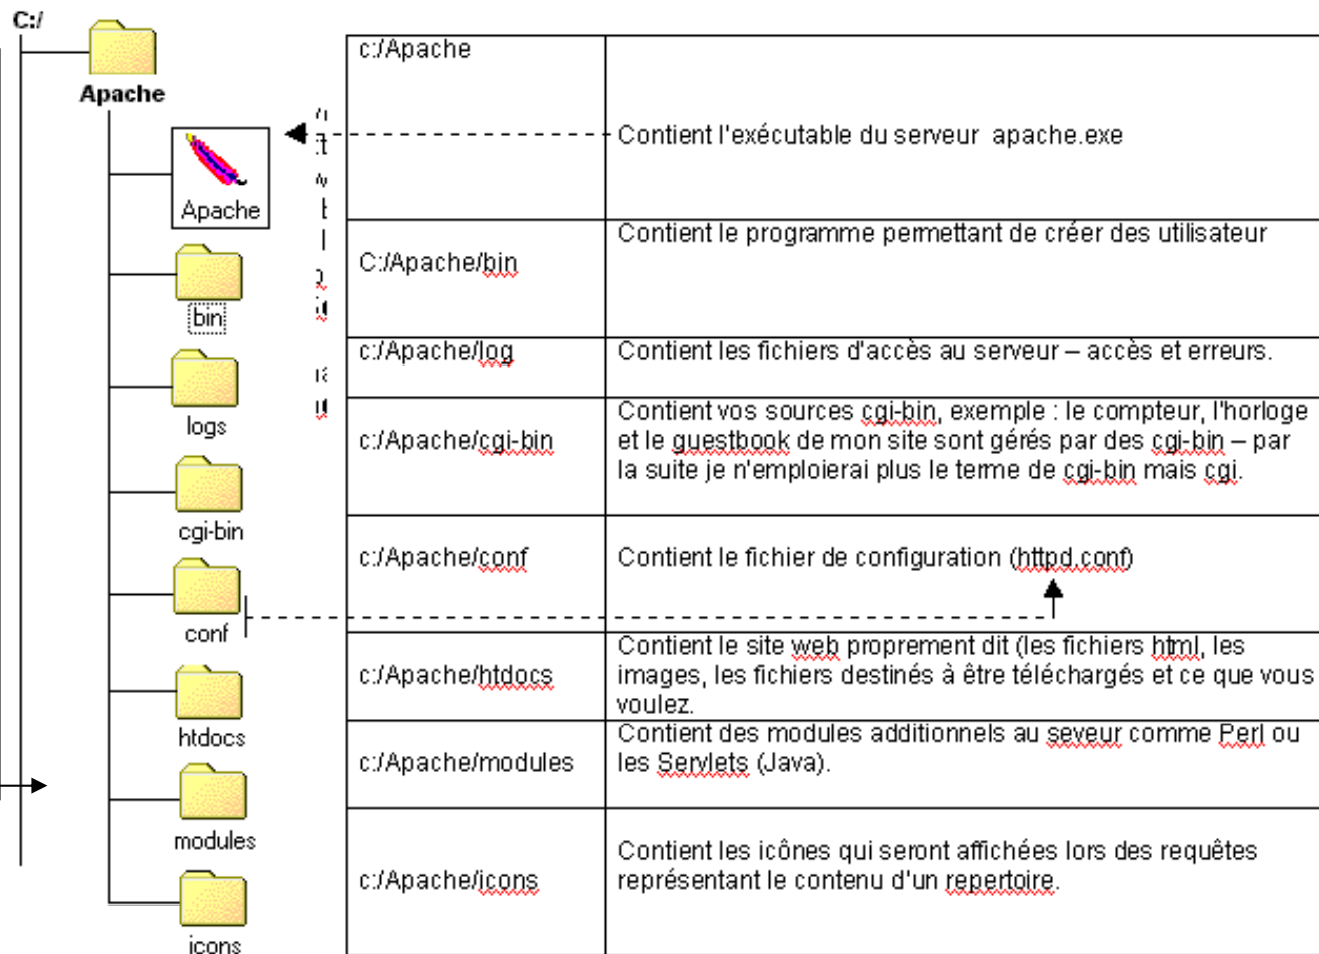 C:/
Apache
Apache
bin
logs
cgi-bin
conf
htdocs
modules
icons
c:/Apache
Contient l'exécutable du serveur apache.exe
C:/Apache/bin
Contient le programme permettant de créer des utilisateur
c:/Apache/log
Contient les fichiers d'accès au serveur – accès et erreurs.
c:/Apache/cgi-bin
Contient vos sources cgi-bin, exemple : le compteur, l'horloge
et le guestbook de mon site sont gérés par des cgi-bin – par
la suite je n'emploierai plus le terme de cgi-bin mais cgi.
c:/Apache/conf
Contient le fichier de configuration (httpd.conf)
c:/Apache/htdocs
Contient le site web proprement dit (les fichiers html, les
images, les fichiers destinés à être téléchargés et ce que vous
voulez.
c:/Apache/modules
Contient des modules additionnels au seveur comme Perl ou
les Servlets (Java).
c:/Apache/icons
Contient les icônes qui seront affichées lors des requêtes
représentant le contenu d'un repertoire.